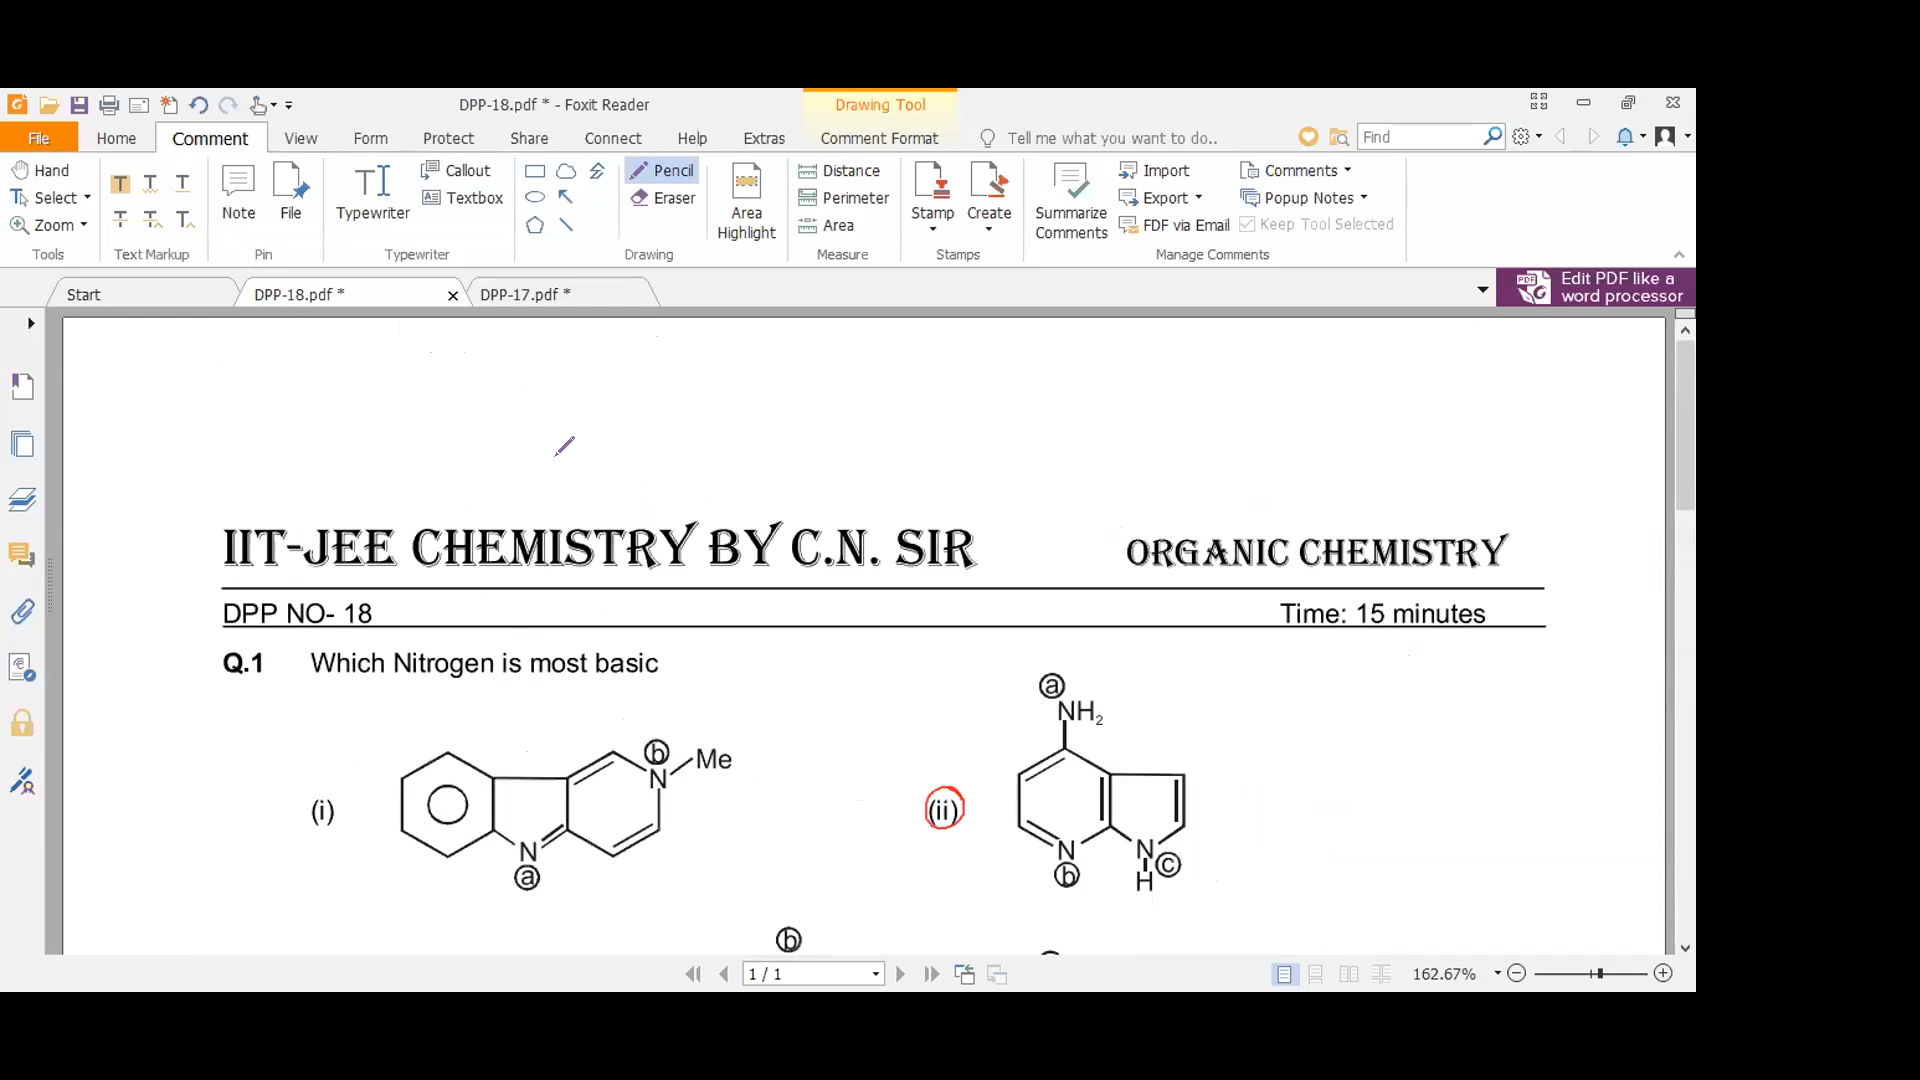 DPP-18.pdf * - Foxit Reader
Drawing Tool
File Home Comment View Form Protect Share Connect Help Extras Comment Format Tell me what you want to do.. Find
Hand
Select
Zoom
Tools
Text Markup
Note
File
Pin
Typewriter
Typewriter
Callout
Textbox
Pencil
Eraser
Drawing
Area
Highlight
Distance
Perimeter
Area
Measure
Stamp
Create
Stamps
Summarize
Comments
Import
Export
FDF via Email
Comments
Popup Notes
Keep Tool Selected
Manage Comments
Start DPP-18.pdf * DPP-17.pdf *
Edit PDF like a
word processor
IIT-JEE CHEMISTRY BY C.N. SIR ORGANIC CHEMISTRY
DPP NO- 18 Time: 15 minutes
Q.1 Which Nitrogen is most basic
(i)
b
N Me
N
a
(ii)
a
NH2
N
b
N
H
c
b
1 / 1
162.67%